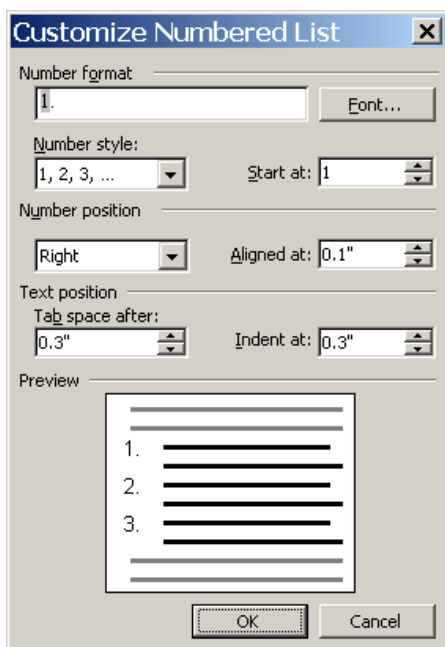 Customize Numbered List
Number format
1.
Font...
Number style:
1, 2, 3, ...
Start at: 1
Number position
Right
Aligned at: 0.1"
Text position
Tab space after:
0.3"
Indent at: 0.3"
Preview
1.
2.
3.
OK
Cancel